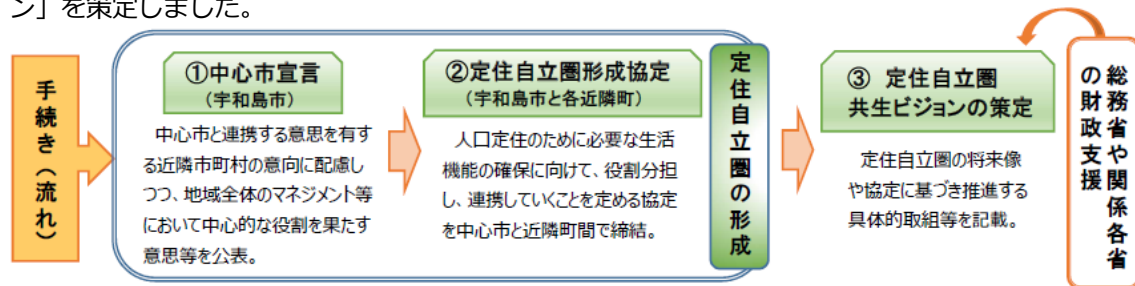 ン」を策定しました。
手続き（流れ）
①中心市宣言
（宇和島市）
中心市と連携する意思を有す
る近隣市町村の意向に配慮し
つつ、地域全体のマネジメント等
において中心的な役割を果たす
意思等を公表。
②定住自立圏形成協定
（宇和島市と各近隣町）
人口定住のために必要な生活
機能の確保に向けて、役割分担
し、連携していくことを定める協定
を中心市と近隣町間で締結。
定住自立圏の形成
③ 定住自立圏
共生ビジョンの策定
定住自立圏の将来像
や協定に基づき推進する
具体的取組等を記載。
総務省や関係各省
の財政支援